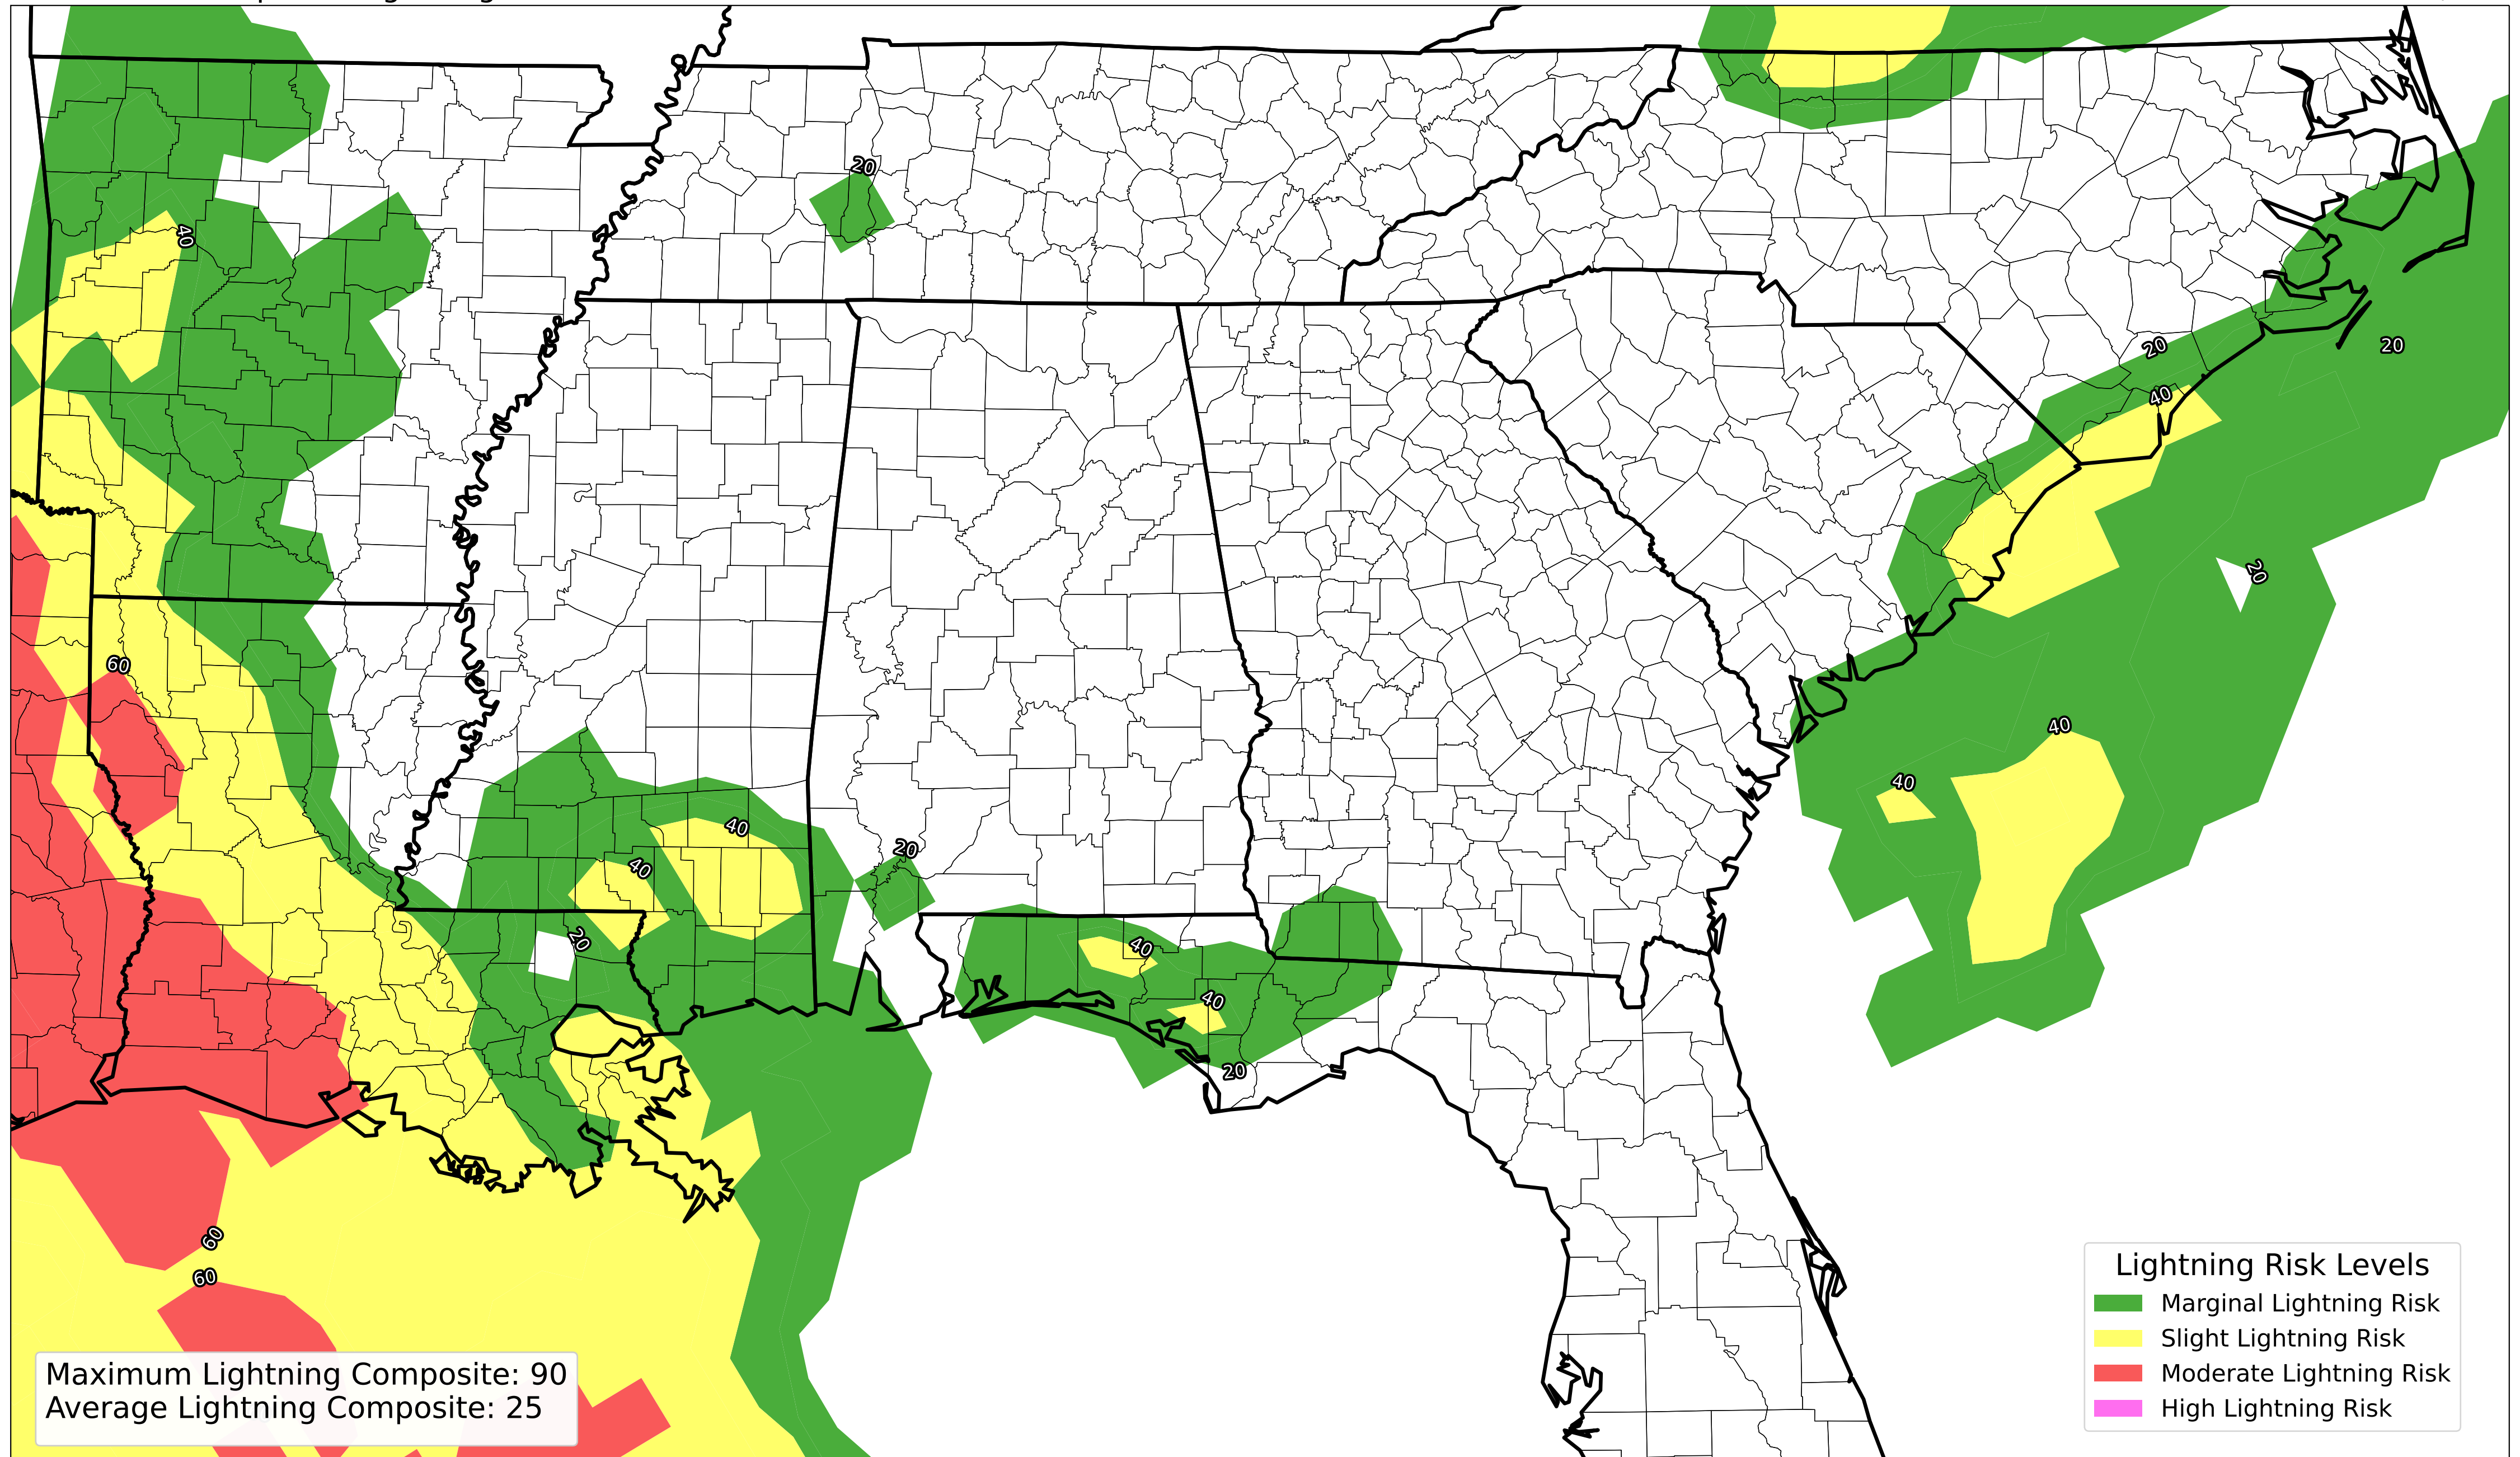 20
40
20
20
40
20
60
40
40
40
40
20
20
40
40
20
60
60
Lightning Risk Levels
Marginal Lightning Risk
Slight Lightning Risk
Moderate Lightning Risk
High Lightning Risk
Maximum Lightning Composite: 90
Average Lightning Composite: 25